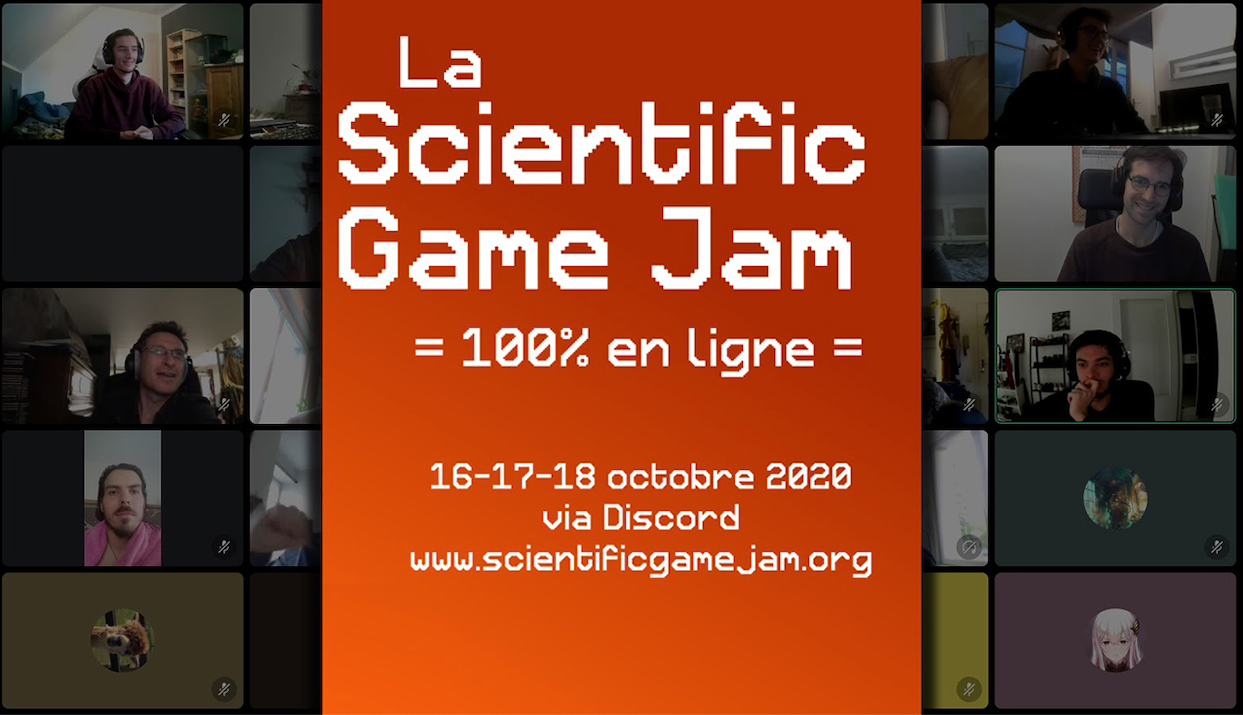 La
Scientific
Game Jam
= 100% en ligne =
16-17-18 octobre 2020
via Discord
www.scientificgamejam.org